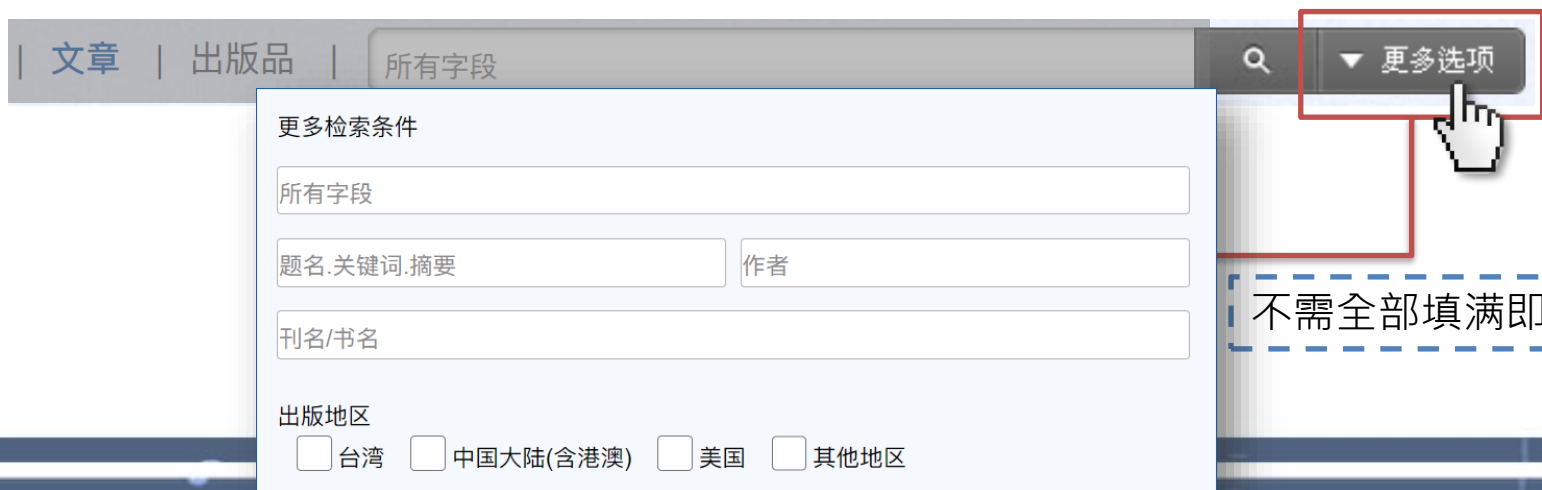 | 文章 | 出版品 | 所有字段 ▼ 更多选项
更多检索条件
所有字段
题名.关键词.摘要 作者
刊名/书名
不需全部填满即
出版地区
台湾 中国大陆(含港澳) 美国 其他地区